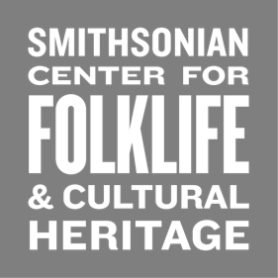 SMITHSONIAN
CENTER FOR
FOLKLIFE
& CULTURAL
HERITAGE